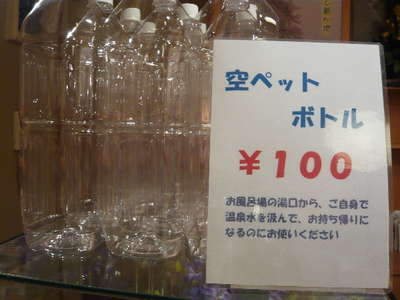 空ペット
ボトル
￥100
お風呂場の湯口から、ご自身で
温泉水を汲んで、お持ち帰りに
なるのにお使いください